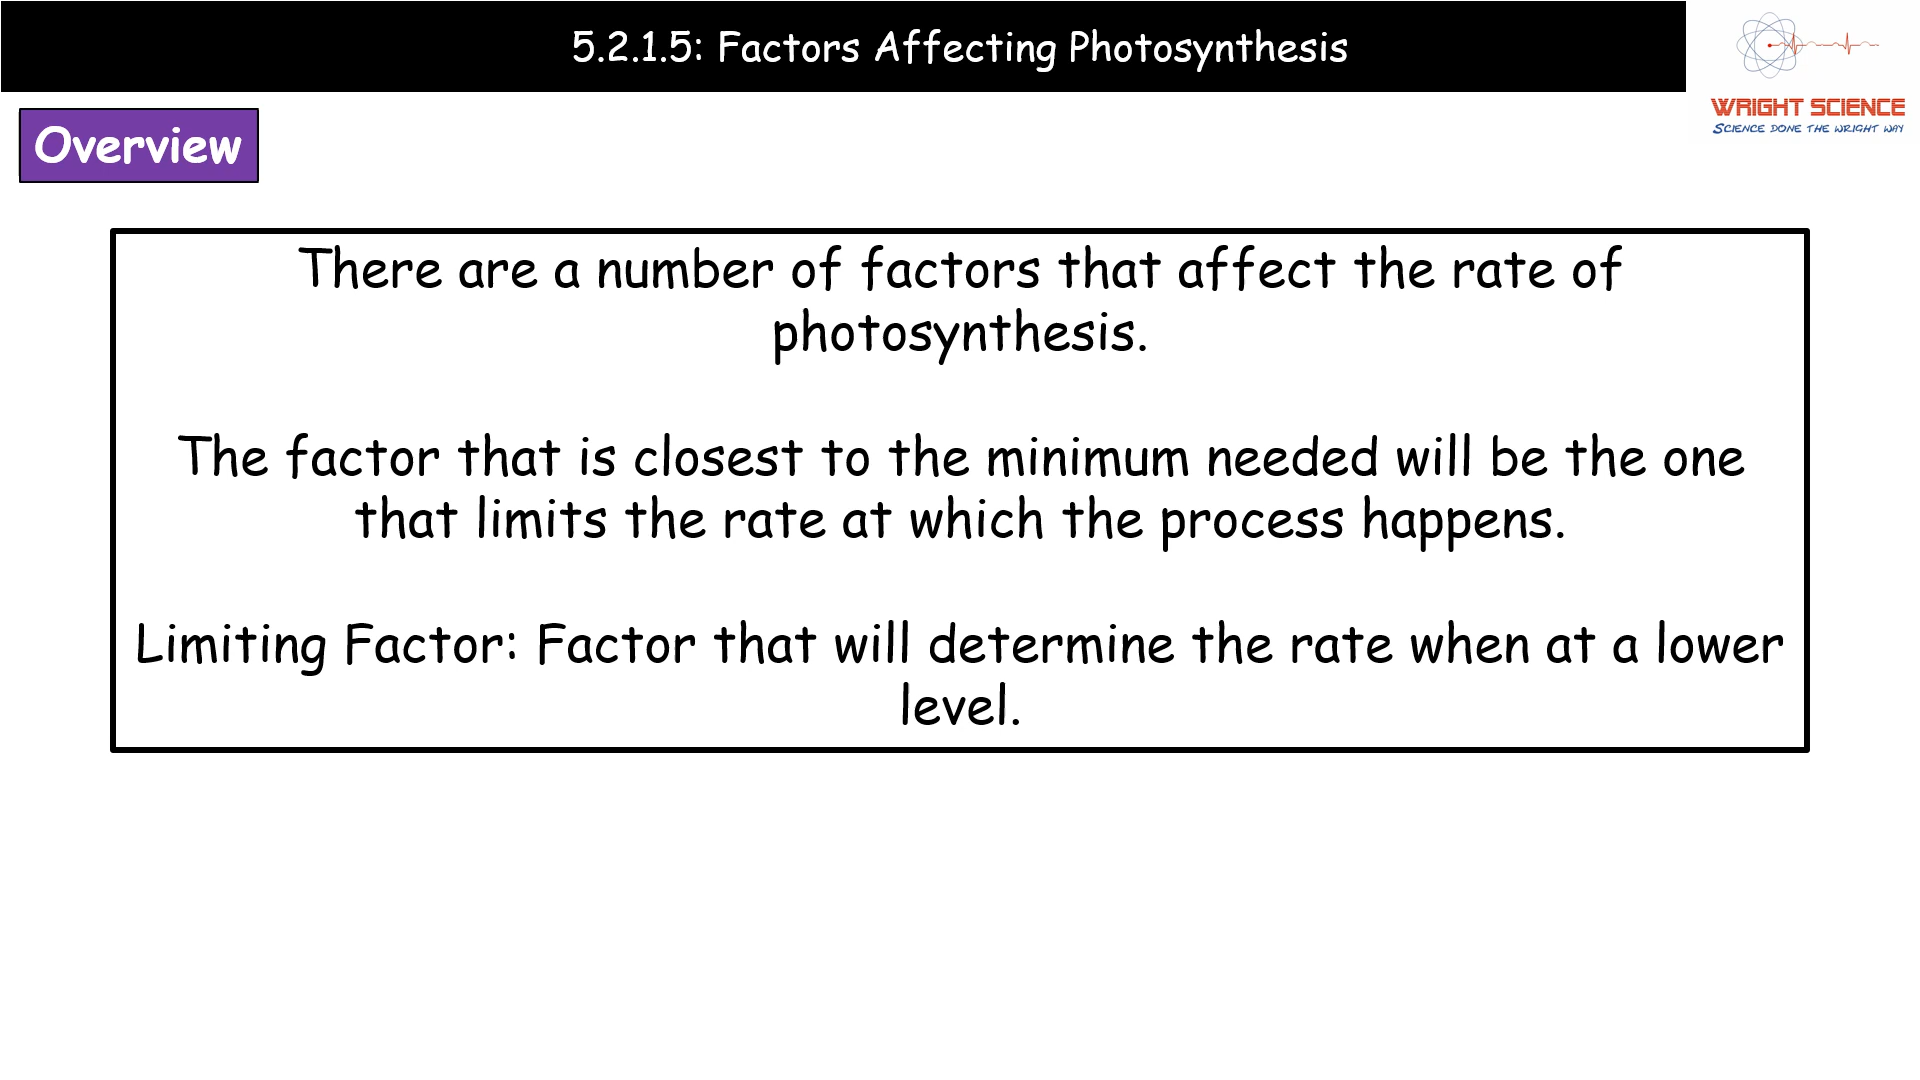 5.2.1.5: Factors Affecting Photosynthesis
WRIGHT SCIENCE
SCIENCE DONE THE WRIGHT WAY
Overview
There are a number of factors that affect the rate of
photosynthesis.
The factor that is closest to the minimum needed will be the one
that limits the rate at which the process happens.
Limiting Factor: Factor that will determine the rate when at a lower
level.